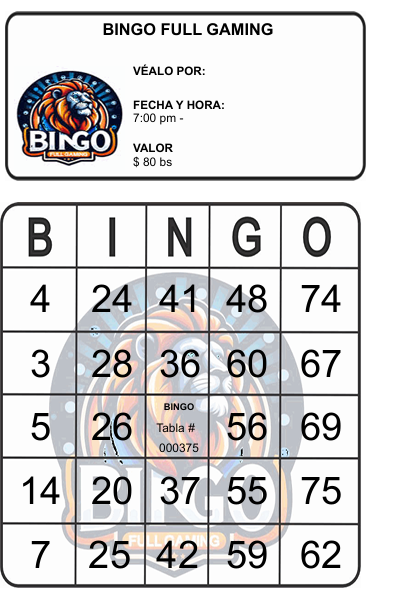 BINGO FULL GAMING
VÉALO POR:
FECHA Y HORA:
7:00 pm -
VALOR
$ 80 bs
BINGO
FULL GAMING
B I N G O
4 24 41 48 74
3 28 36 60 67
5 26 BINGO 56 69
Tabla #
000375
14 20 37 55 75
BINGO
FULL GAMING
7 25 42 59 62